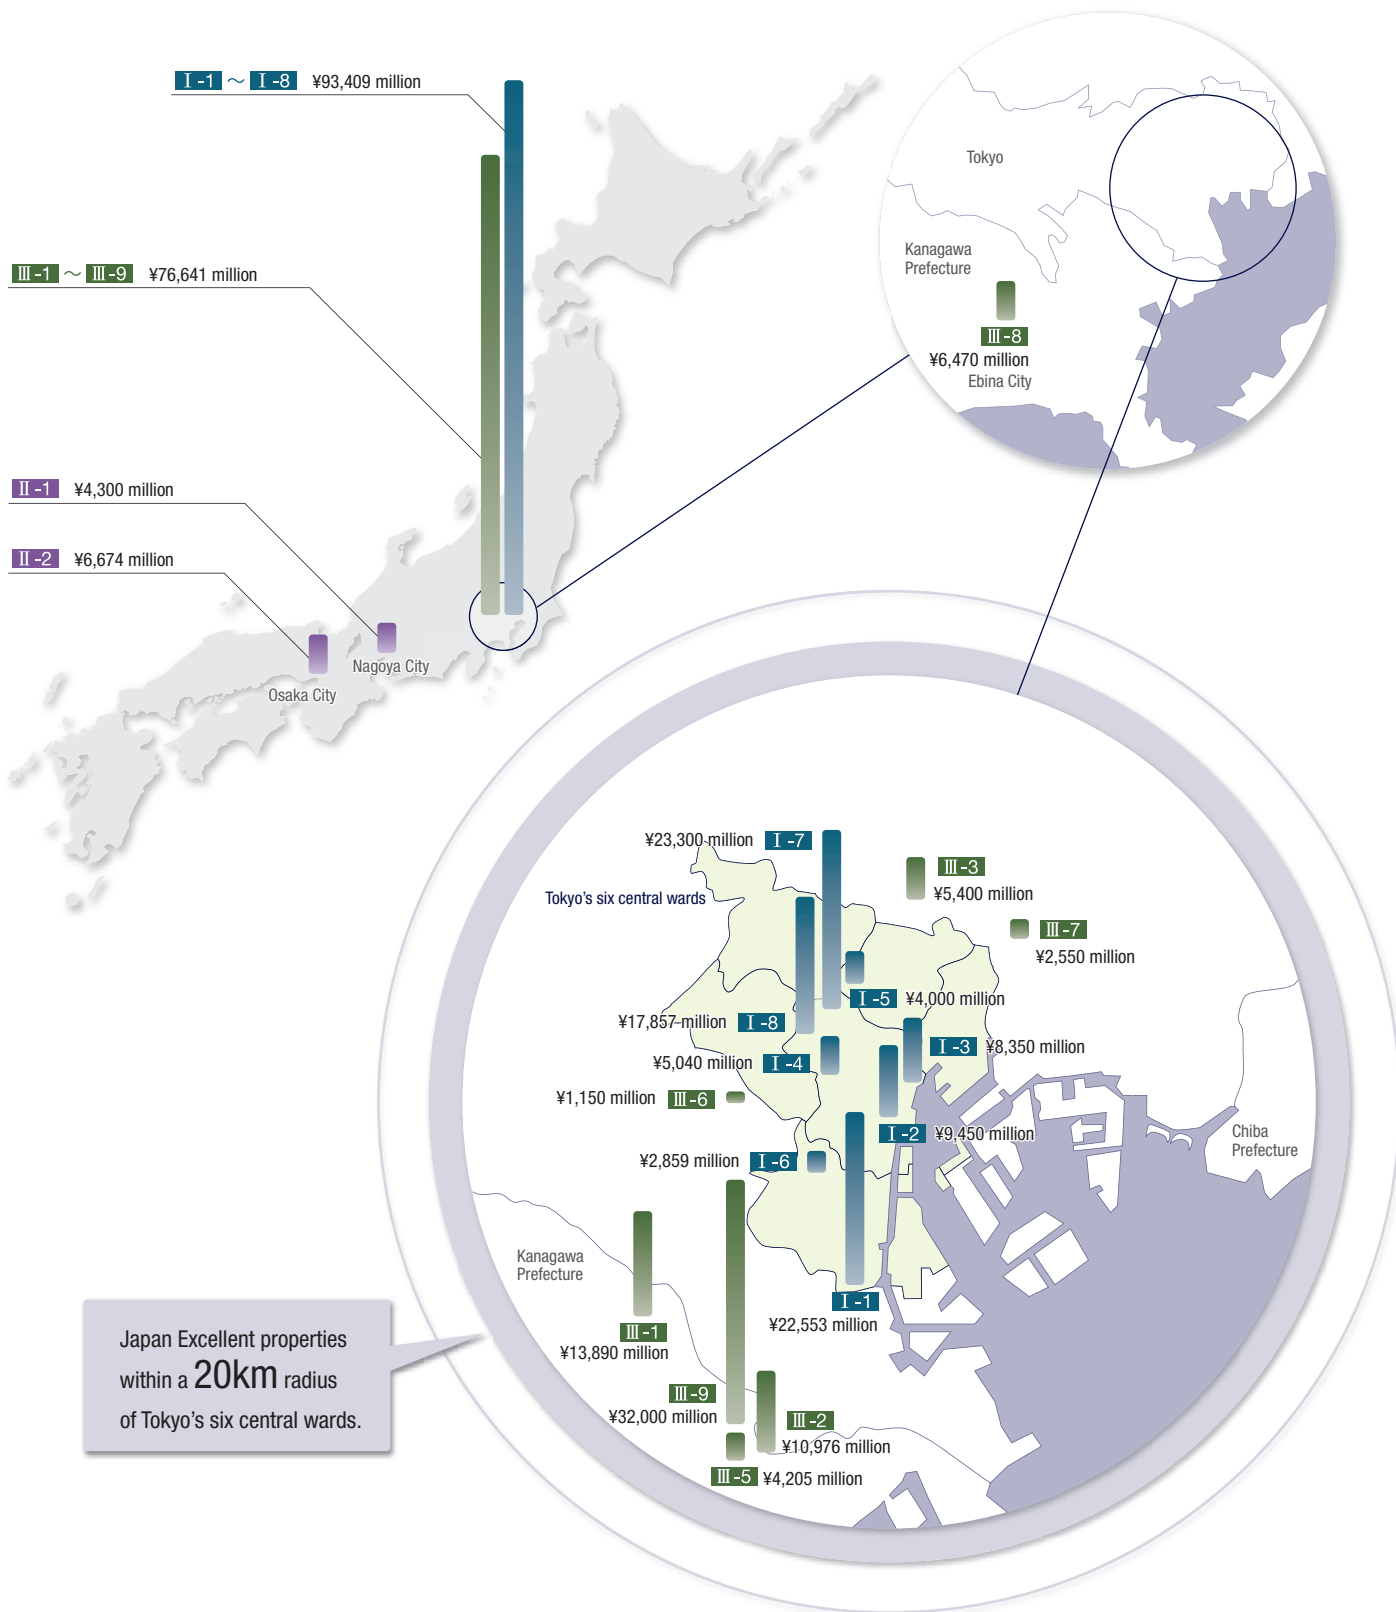 Ⅰ-1 ～ Ⅰ-8 ¥93,409 million
Ⅲ-1 ～ Ⅲ-9 ¥76,641 million
Ⅱ-1 ¥4,300 million
Ⅱ-2 ¥6,674 million
Nagoya City
Osaka City
Tokyo
Kanagawa
Prefecture
Ⅲ-8
¥6,470 million
Ebina City
¥23,300 million Ⅰ-7
Ⅲ-3
¥5,400 million
Tokyo's six central wards
Ⅲ-7
¥2,550 million
Ⅰ-5 ¥4,000 million
¥17,857 million Ⅰ-8
Ⅰ-3 ¥8,350 million
¥5,040 million Ⅰ-4
¥1,150 million Ⅲ-6
Ⅰ-2 ¥9,450 million
Chiba
Prefecture
¥2,859 million Ⅰ-6
Kanagawa
Prefecture
Ⅰ-1
¥22,553 million
Ⅲ-1
¥13,890 million
Ⅲ-9
¥32,000 million
Ⅲ-2
¥10,976 million
Ⅲ-5 ¥4,205 million
Japan Excellent properties
within a 20km radius
of Tokyo's six central wards.